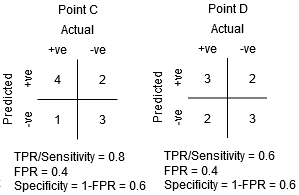 Point C
Actual
+ve -ve
Predicted
+ve 4 2
-ve 1 3
TPR/Sensitivity = 0.8
FPR = 0.4
Specificity = 1-FPR = 0.6
Point D
Actual
+ve -ve
Predicted
+ve 3 2
-ve 2 3
TPR/Sensitivity = 0.6
FPR = 0.4
Specificity = 1-FPR = 0.6